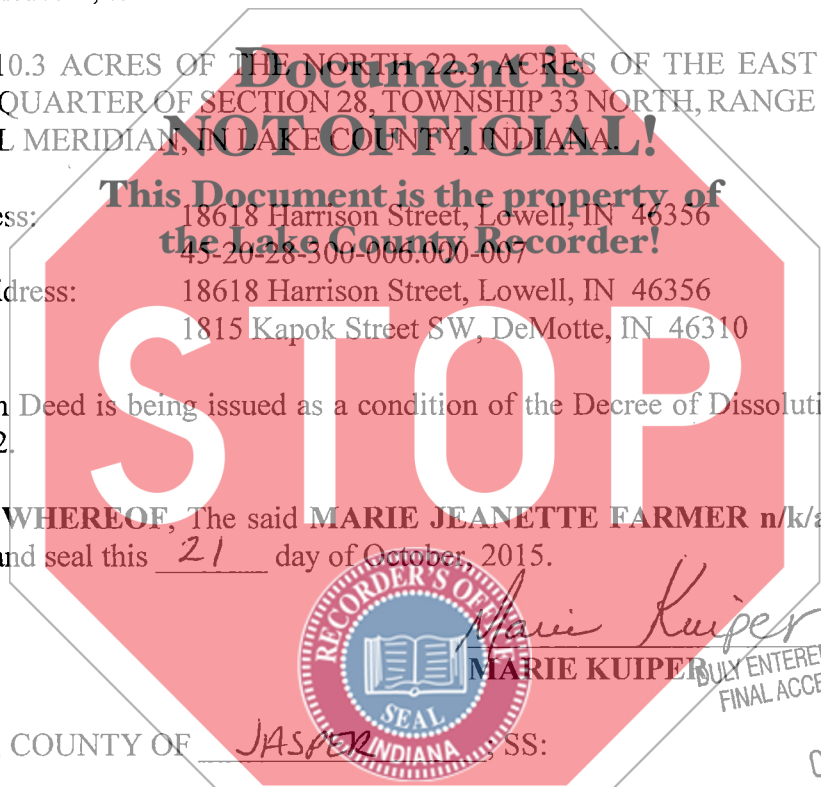 10.3 ACRES OF THE NORTH 22.3 ACRES OF THE EAST
Document is
QUARTER OF SECTION 28, TOWNSHIP 33 NORTH, RANGE
L MERIDIAN, IN LAKE COUNTY, INDIANA.
NOT OFFICIAL!
This Document is the property of
ess: 18618 Harrison Street, Lowell, IN 46356
the Lake County Recorder!
45-20-28-300-006.000-007
ddress: 18618 Harrison Street, Lowell, IN 46356
1815 Kapok Street SW, DeMotte, IN 46310
STOP
n Deed is being issued as a condition of the Decree of Dissoluti
2.
WHEREOF, The said MARIE JEANETTE FARMER n/k/a
and seal this 21 day of October, 2015.
RECORDER'S OFFICE
SEAL
INDIANA
Marie Kuiper
MARIE KUIPER
DULY ENTERE
FINAL ACCE
COUNTY OF JASPER, SS: